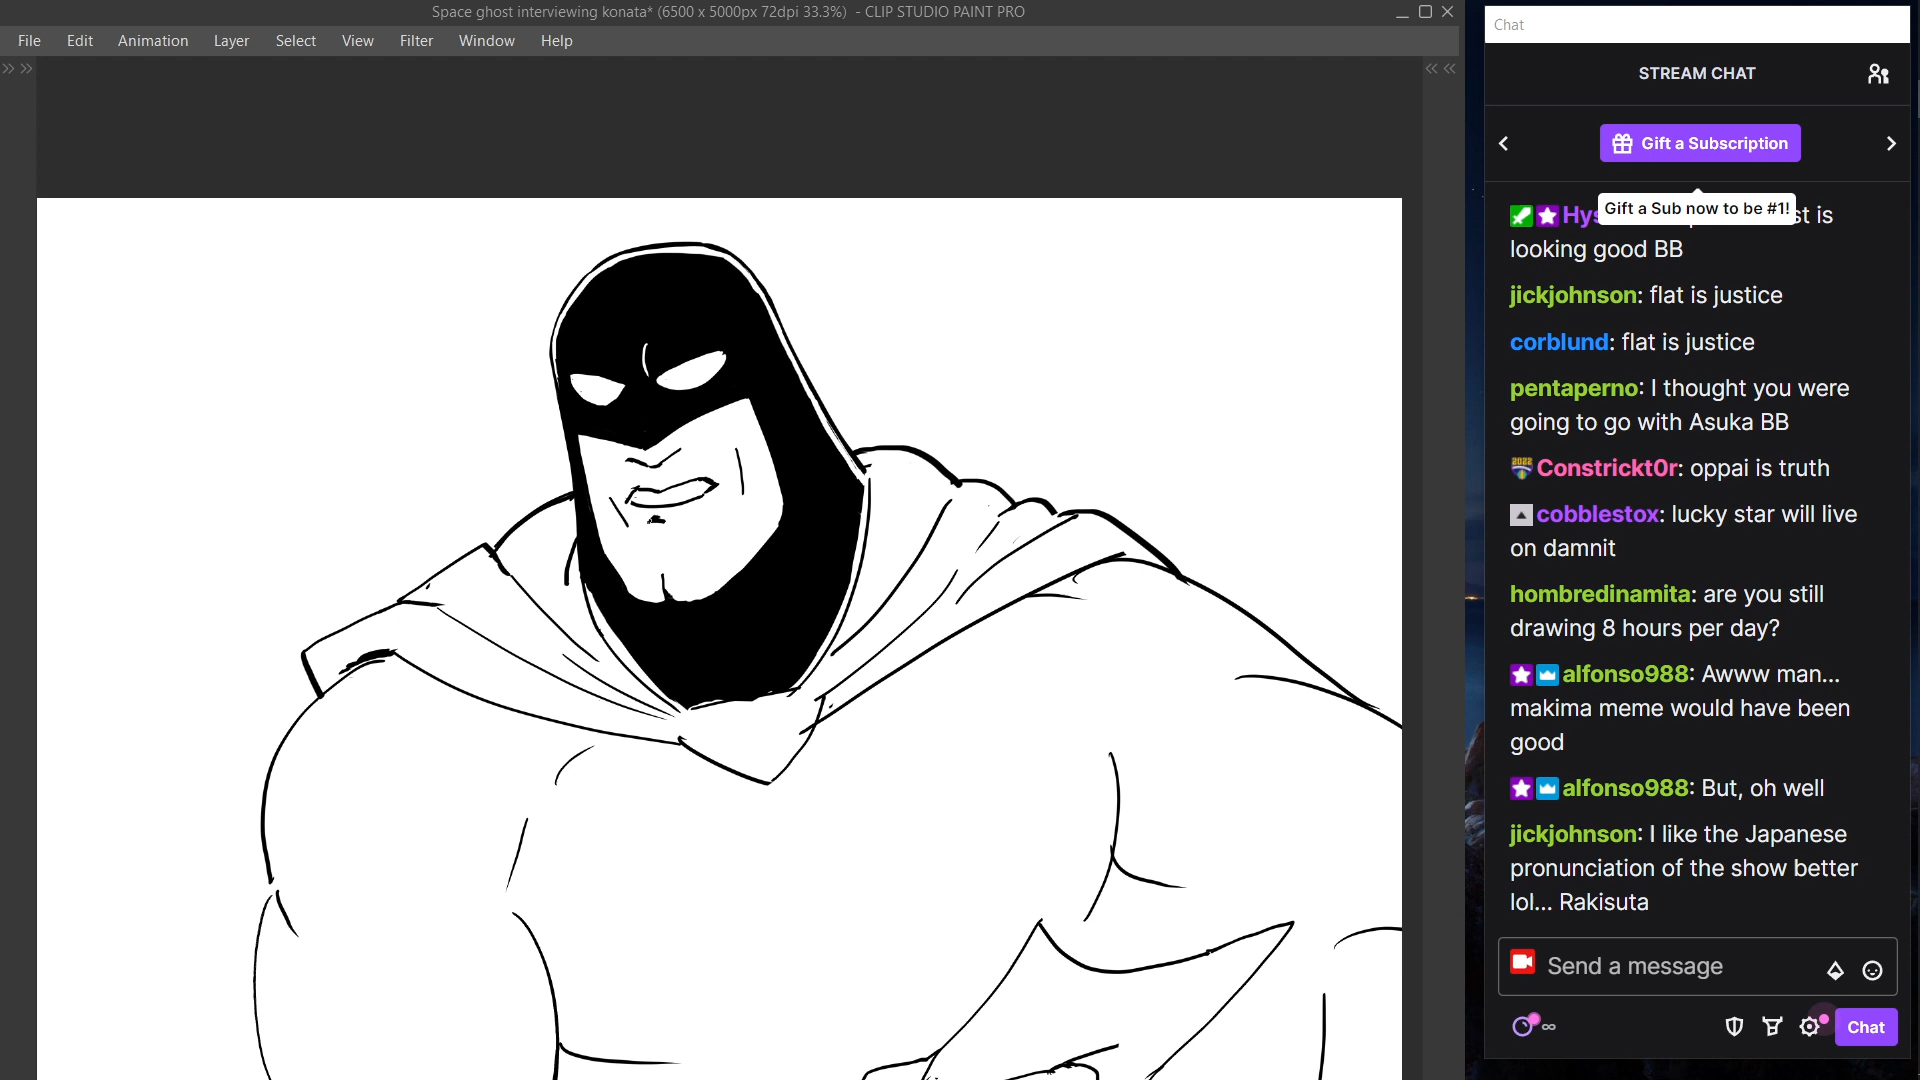 Space ghost interviewing konata* (6500 x 5000px 72dpi 33.3%) - CLIP STUDIO PAINT PRO
File Edit Animation Layer Select View Filter Window Help
Chat
STREAM CHAT
Gift a Subscription
Gift a Sub now to be #1!
is
looking good BB
jickjohnson: flat is justice
corblund: flat is justice
pentaperno: I thought you were
going to go with Asuka BB
Constrickt0r: oppai is truth
cobblestox: lucky star will live
on damnit
hombredinamita: are you still
drawing 8 hours per day?
alfonso988: Awww man...
makima meme would have been
good
alfonso988: But, oh well
jickjohnson: I like the Japanese
pronunciation of the show better
lol... Rakisuta
Send a message
Chat